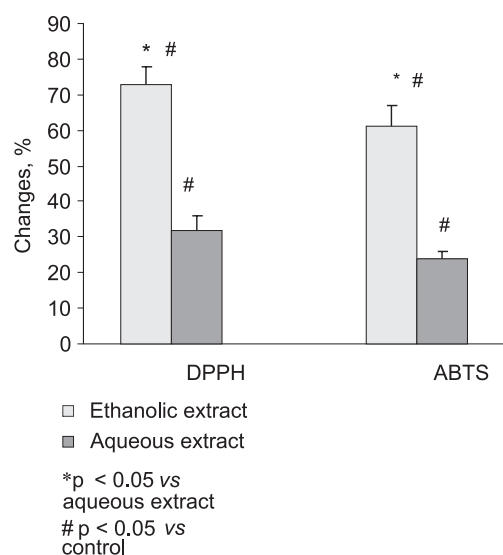 90
80
70
60
50
40
30
20
10
0
Changes, %
* #
#
* #
#
DPPH ABTS
Ethanolic extract
Aqueous extract
*p < 0.05 vs
aqueous extract
# p < 0.05 vs
control